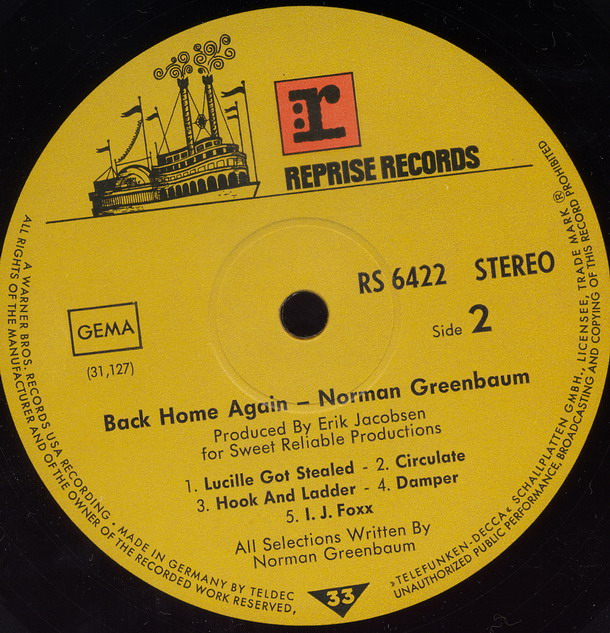 r
REPRISE RECORDS
RS 6422 STEREO
Side 2
GEMA
(31,127)
Back Home Again – Norman Greenbaum
Produced By Erik Jacobsen
for Sweet Reliable Productions
1. Lucille Got Stealed - 2. Circulate
3. Hook And Ladder - 4. Damper
5. I. J. Foxx
All Selections Written By
Norman Greenbaum
33
A WARNER BROS. RECORDS USA RECORDING · MADE IN GERMANY BY TELDEC »TELEFUNKEN-DECCA« SCHALLPLATTEN GMBH., LICENSEE, TRADE MARK ®
ALL RIGHTS OF THE MANUFACTURER AND OF THE OWNER OF THE RECORDED WORK RESERVED, UNAUTHORIZED PUBLIC PERFORMANCE, BROADCASTING AND COPYING OF THIS RECORD PROHIBITED